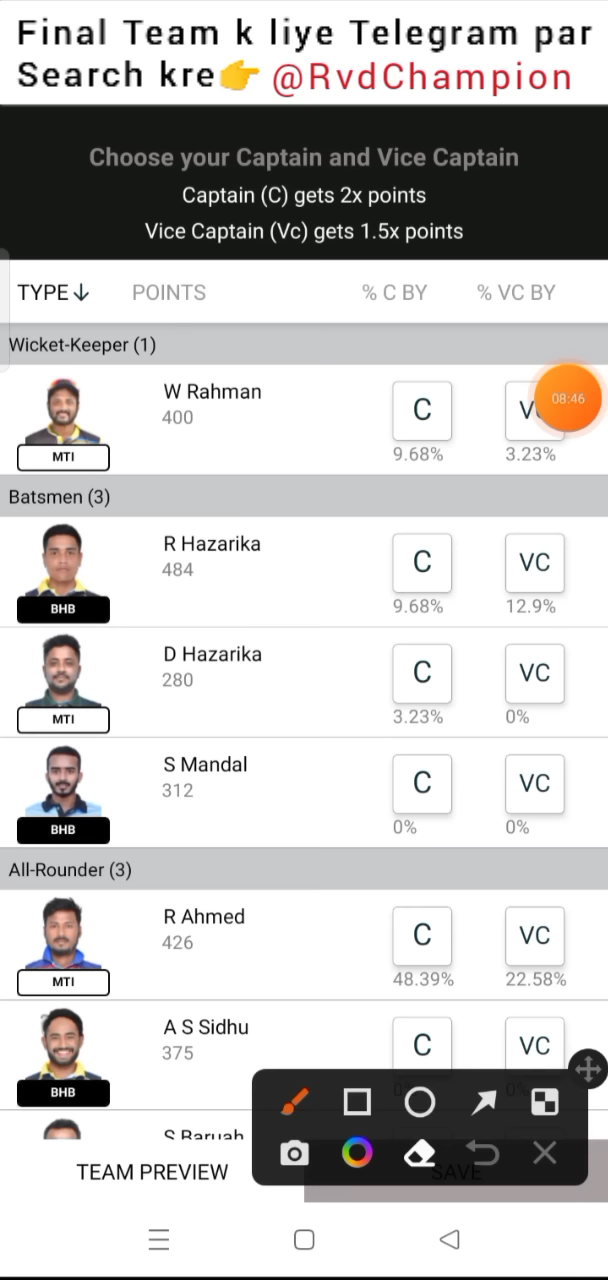 Final Team k liye Telegram par
Search kre👉 @RvdChampion
Choose your Captain and Vice Captain
Captain (C) gets 2x points
Vice Captain (Vc) gets 1.5x points
TYPE↓ POINTS % C BY % VC BY
Wicket-Keeper (1)
W Rahman
400
C
08:46
MTI
9.68% 3.23%
Batsmen (3)
R Hazarika
484
C VC
BHB
9.68% 12.9%
D Hazarika
280
C VC
MTI
3.23% 0%
S Mandal
312
C VC
BHB
0% 0%
All-Rounder (3)
R Ahmed
426
C VC
MTI
48.39% 22.58%
A S Sidhu
375
C VC
BHB
S Baruah
TEAM PREVIEW SAVE